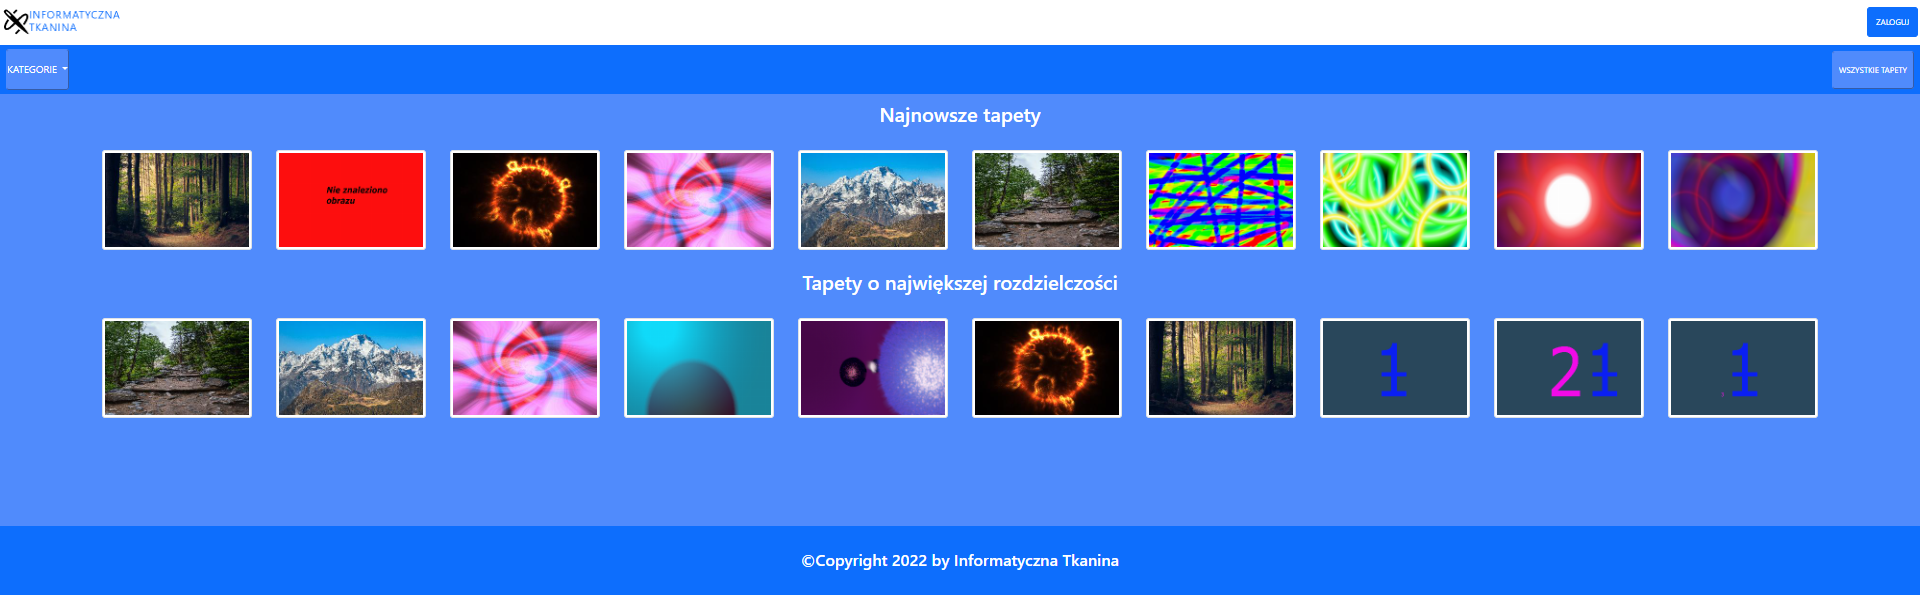 INFORMATYCZNA
TKANINA
ZALOGUJ
KATEGORIE
WSZYSTKIE TAPETY
Najnowsze tapety
Nie znaleziono
obrazu
Tapety o największej rozdzielczości
1
21
1
©Copyright 2022 by Informatyczna Tkanina